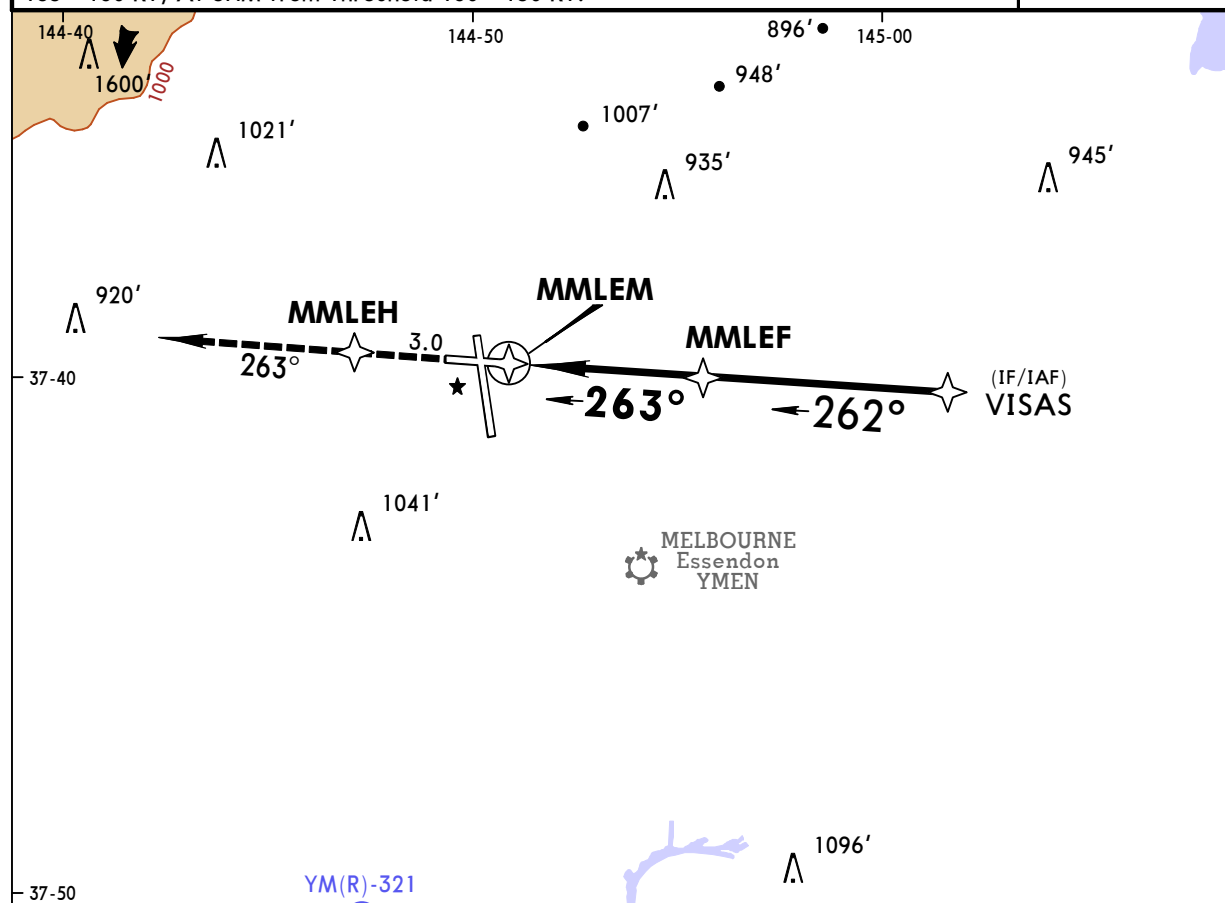 144-40
144-50
896'
145-00
1600'
1000
948'
1007'
1021'
935'
945'
920'
MMLEM
MMLEH
MMLEF
3.0
263°
37-40
263°
262°
(IF/IAF)
VISAS
1041'
MELBOURNE
Essendon
YMEN
1096'
YM(R)-321
37-50